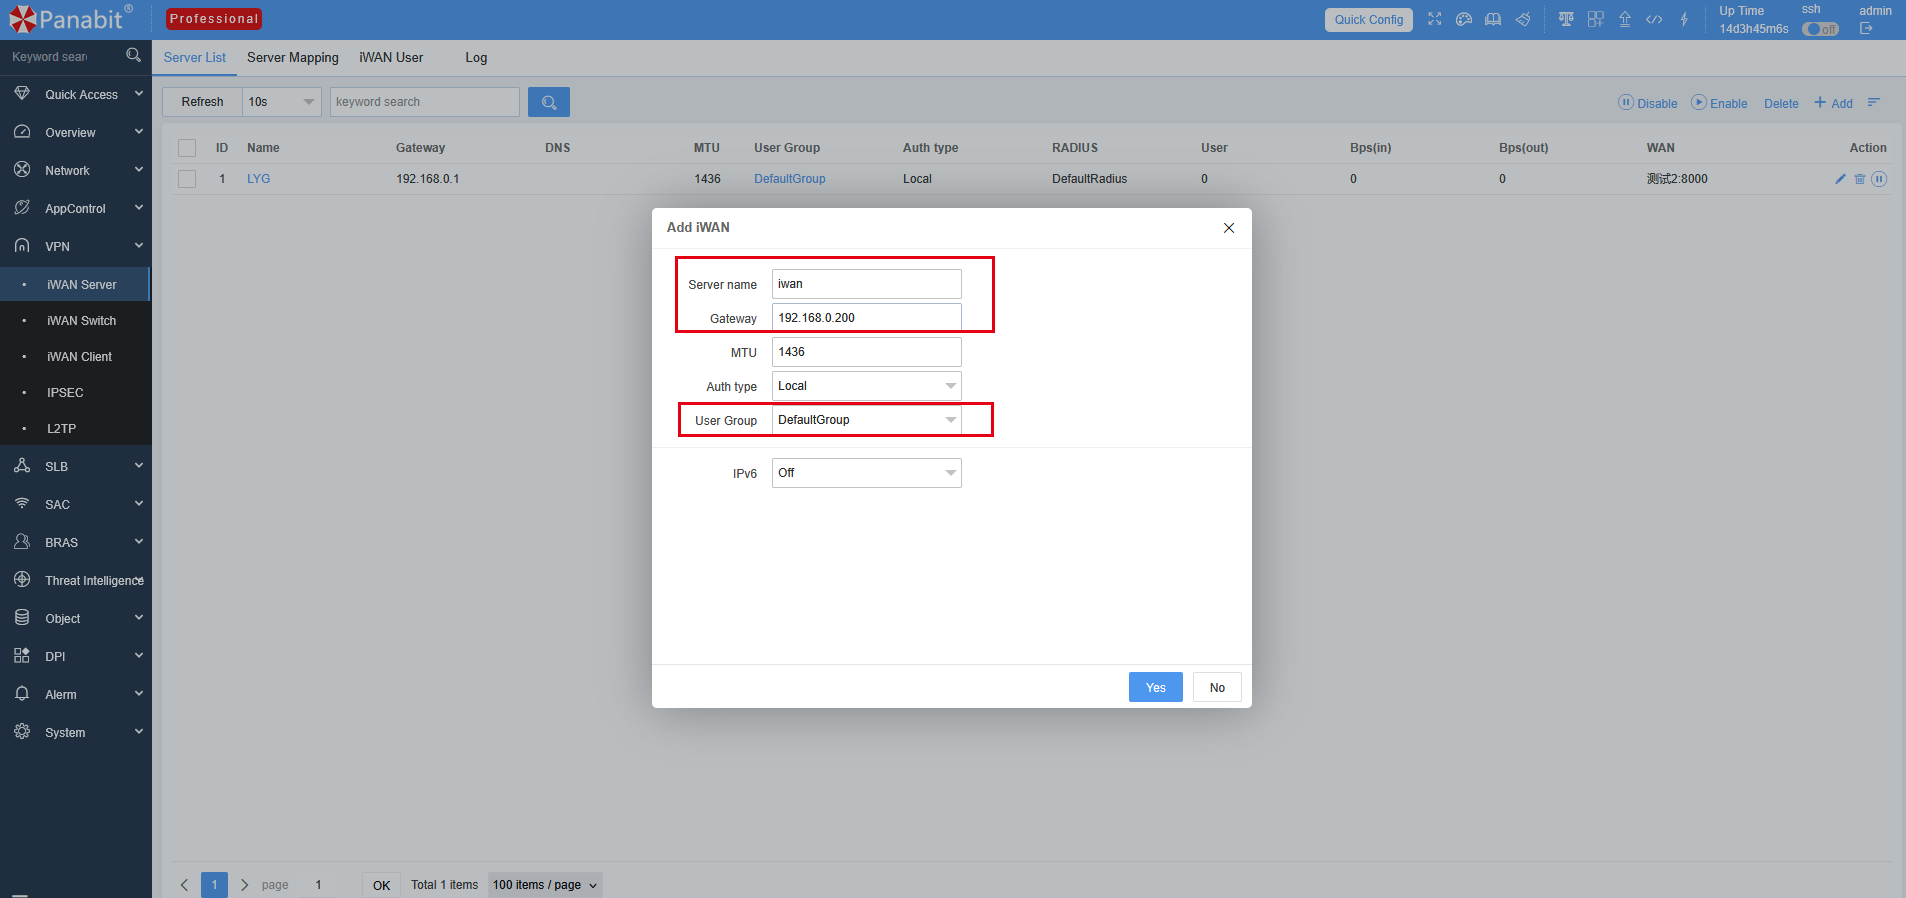 Panabit®
Professional
Quick Config
Up Time
14d3h45m6s
ssh
off
admin
Keyword sear
Quick Access
Overview
Network
AppControl
VPN
iWAN Server
iWAN Switch
iWAN Client
IPSEC
L2TP
SLB
SAC
BRAS
Threat Intelligence
Object
DPI
Alerm
System
Server List Server Mapping iWAN User Log
Refresh 10s keyword search
Disable Enable Delete Add
ID Name Gateway DNS MTU User Group Auth type RADIUS User Bps(in) Bps(out) WAN Action
1 LYG 192.168.0.1 1436 DefaultGroup Local DefaultRadius 0 0 0 测试2:8000
Add iWAN
Server name iwan
Gateway 192.168.0.200
MTU 1436
Auth type Local
User Group DefaultGroup
IPv6 Off
Yes No
1 page 1 OK Total 1 items 100 items / page